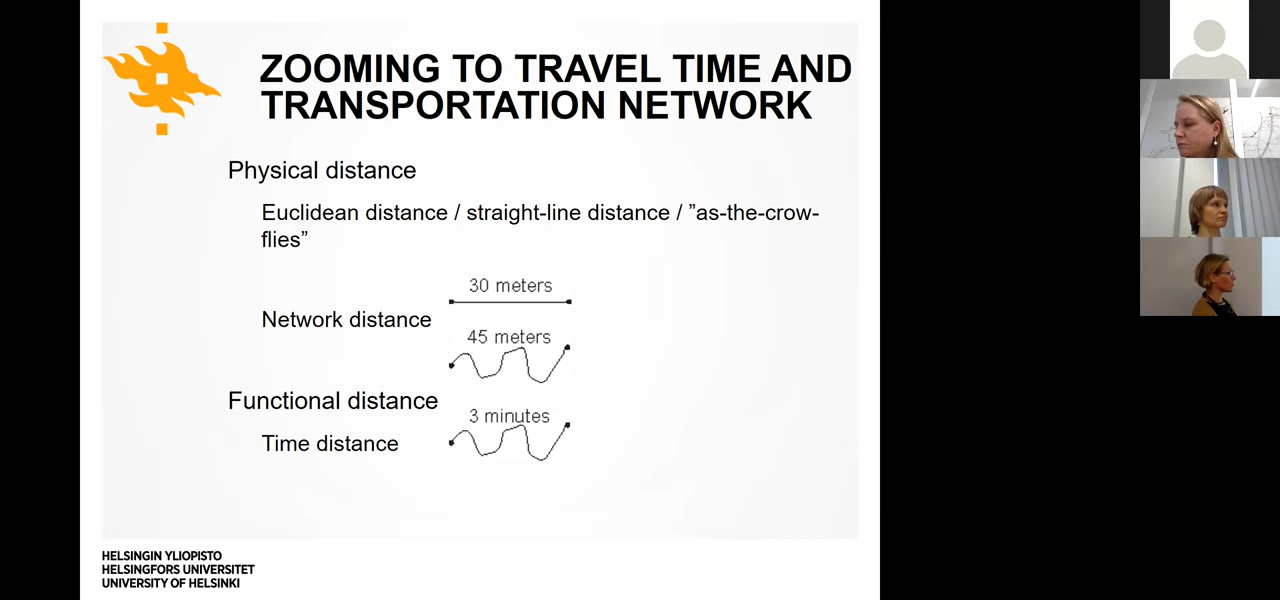 ZOOMING TO TRAVEL TIME AND
TRANSPORTATION NETWORK
Physical distance
Euclidean distance / straight-line distance / ”as-the-crow-
flies”
30 meters
Network distance
45 meters
Functional distance
3 minutes
Time distance
HELSINGIN YLIOPISTO
HELSINGFORS UNIVERSITET
UNIVERSITY OF HELSINKI